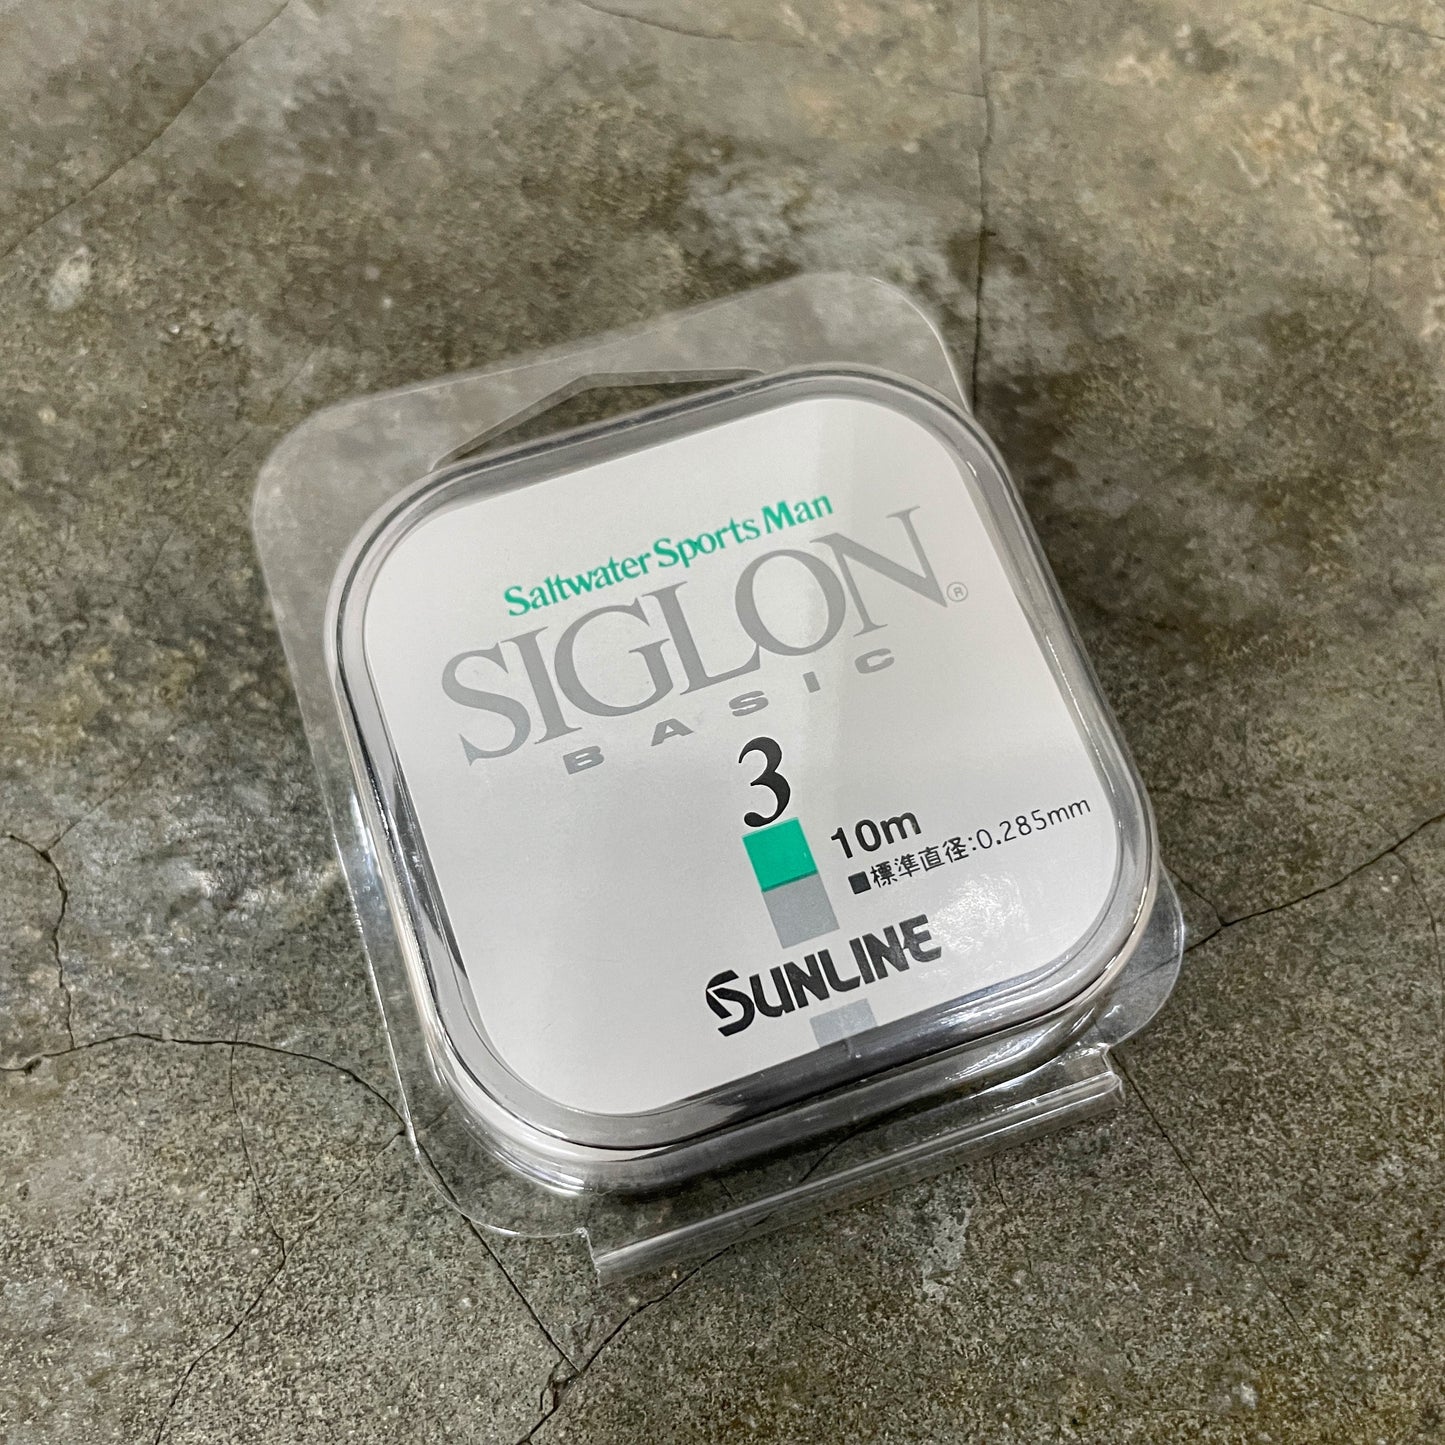 Saltwater Sports Man
SIGLON®
BASIC
3
10m
■標準直径:0.285mm
SUNLINE